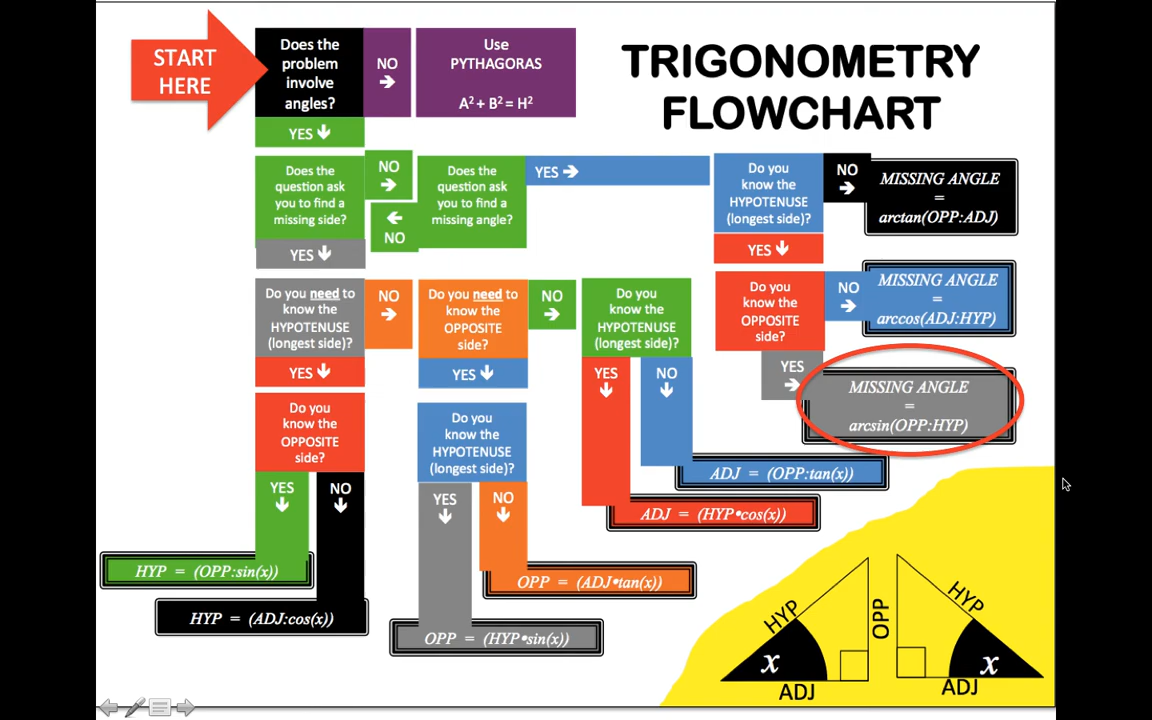 START
HERE
Does the
problem
involve
angles?
NO
Use
PYTHAGORAS
A² + B² = H²
TRIGONOMETRY
FLOWCHART
YES
Does the
question ask
you to find a
missing side?
NO
NO
Does the
question ask
you to find a
missing angle?
YES
Do you
know the
HYPOTENUSE
(longest side)?
NO
MISSING ANGLE
=
arctan(OPP:ADJ)
YES
YES
Do you need to
know the
HYPOTENUSE
(longest side)?
NO
Do you need to
know the
OPPOSITE
side?
NO
Do you
know the
HYPOTENUSE
(longest side)?
Do you
know the
OPPOSITE
side?
NO
MISSING ANGLE
=
arccos(ADJ:HYP)
YES
MISSING ANGLE
=
arcsin(OPP:HYP)
YES
YES
YES
NO
Do you
know the
OPPOSITE
side?
Do you
know the
HYPOTENUSE
(longest side)?
ADJ = (OPP:tan(x))
YES
NO
YES
NO
ADJ = (HYP•cos(x))
HYP = (OPP:sin(x))
OPP = (ADJ•tan(x))
HYP = (ADJ:cos(x))
OPP = (HYP•sin(x))
HYP
OPP
HYP
x
x
ADJ
ADJ